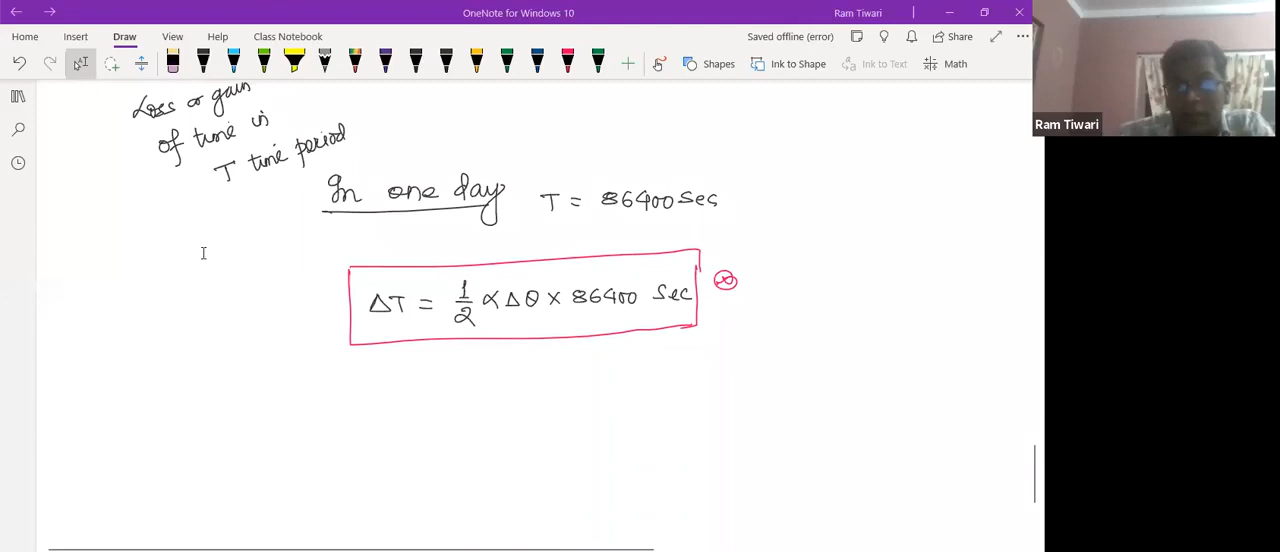 OneNote for Windows 10
Ram Tiwari
Home Insert Draw View Help Class Notebook
Saved offline (error)
Share
Shapes
Ink to Shape
Ink to Text
Math
Ram Tiwari
Loss or gain
of time in
T time period
In one day T = 86400 Sec
ΔT = 1/2 α Δθ × 86400 Sec